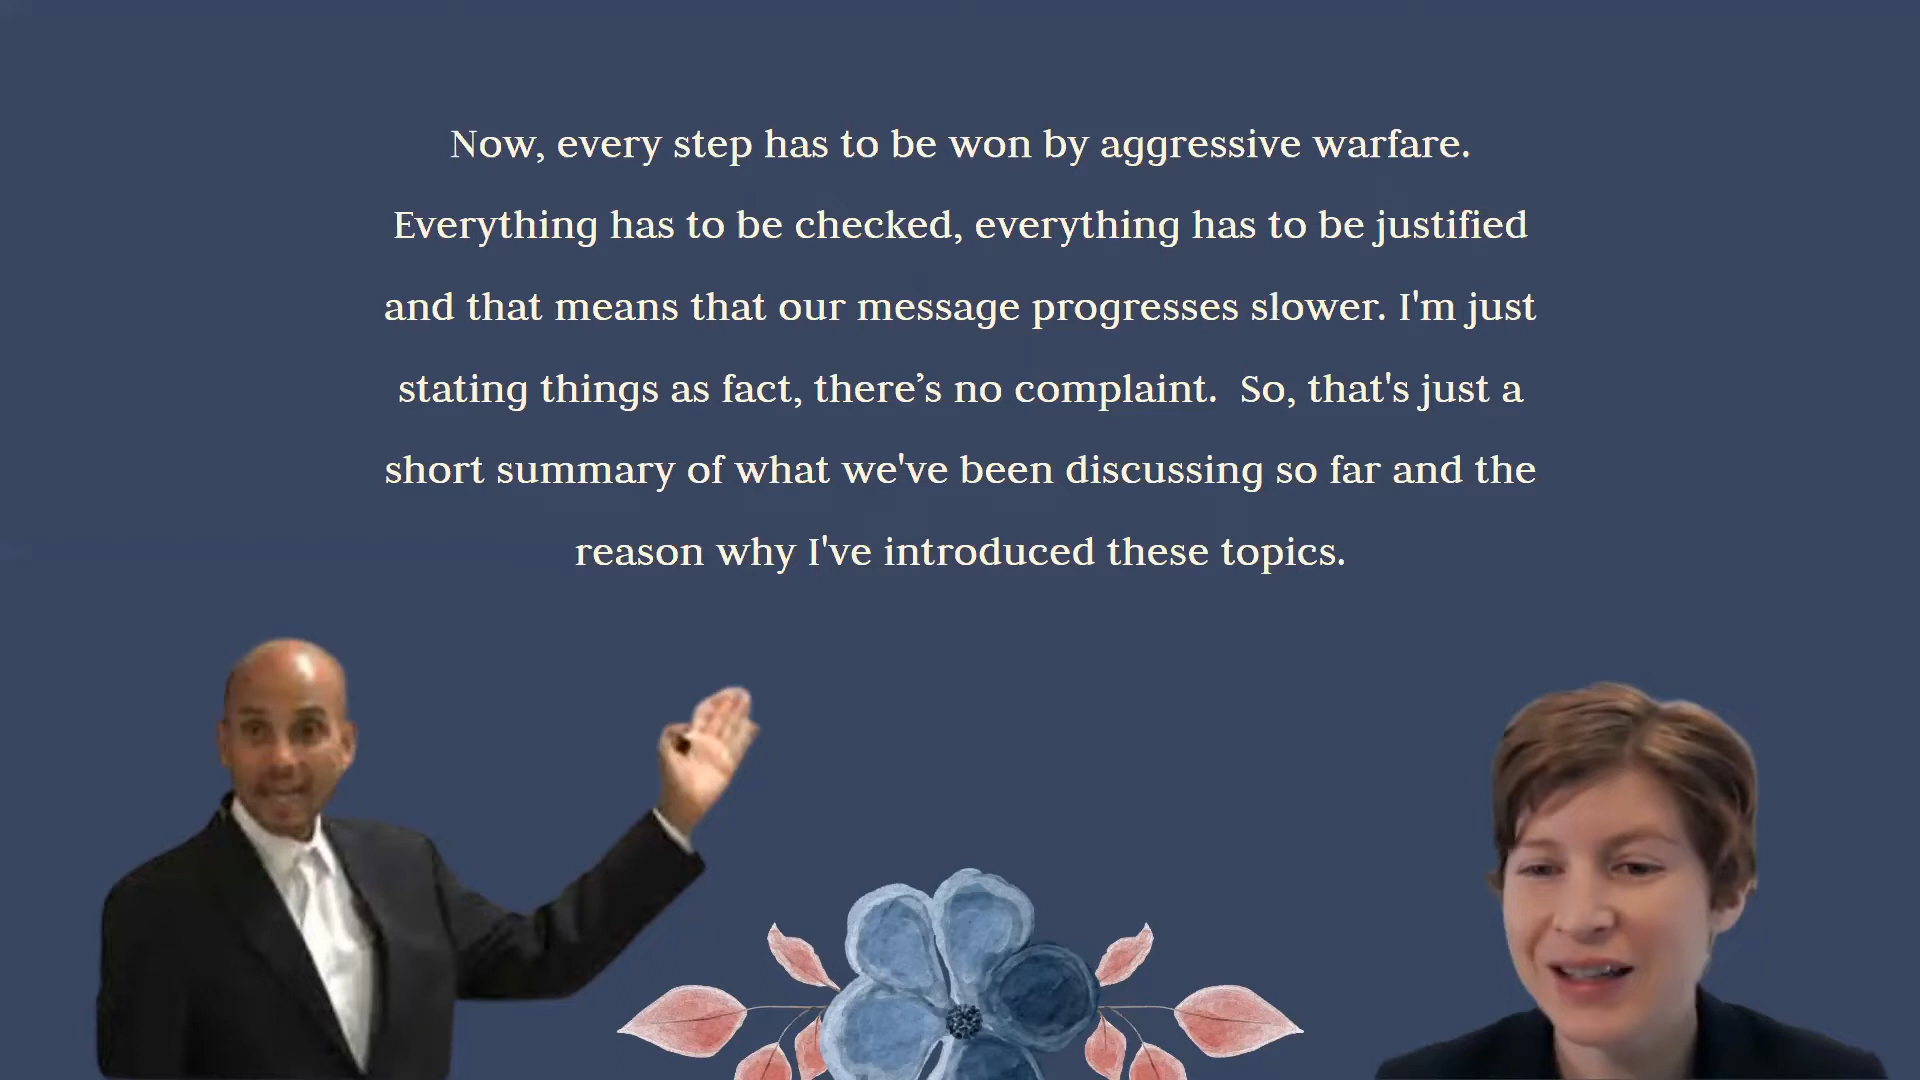 Now, every step has to be won by aggressive warfare.
Everything has to be checked, everything has to be justified
and that means that our message progresses slower. I'm just
stating things as fact, there’s no complaint.  So, that's just a
short summary of what we've been discussing so far and the
reason why I've introduced these topics.